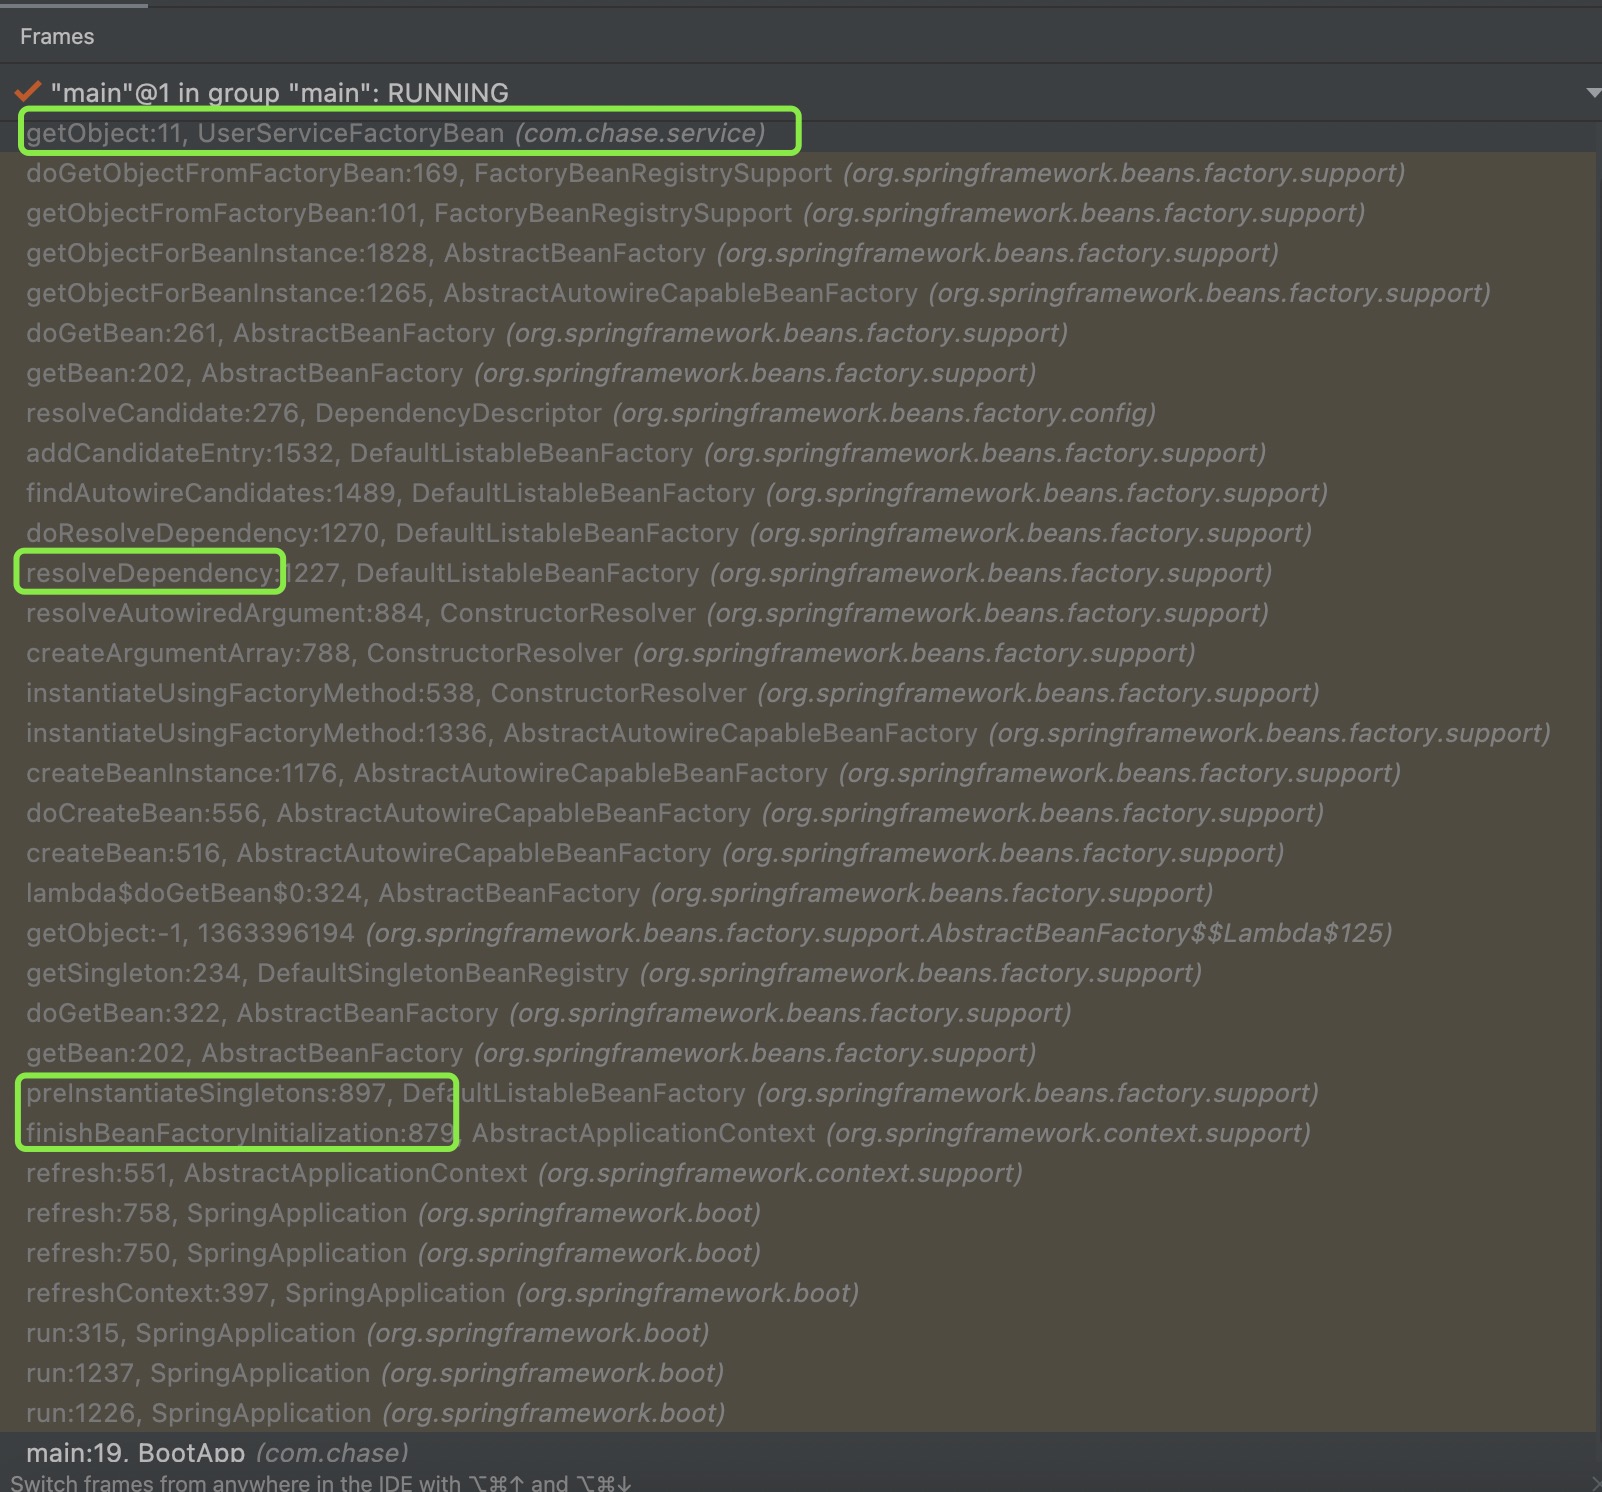 Frames
"main"@1 in group "main": RUNNING
getObject:11, UserServiceFactoryBean (com.chase.service)
doGetObjectFromFactoryBean:169, FactoryBeanRegistrySupport (org.springframework.beans.factory.support)
getObjectFromFactoryBean:101, FactoryBeanRegistrySupport (org.springframework.beans.factory.support)
getObjectForBeanInstance:1828, AbstractBeanFactory (org.springframework.beans.factory.support)
getObjectForBeanInstance:1265, AbstractAutowireCapableBeanFactory (org.springframework.beans.factory.support)
doGetBean:261, AbstractBeanFactory (org.springframework.beans.factory.support)
getBean:202, AbstractBeanFactory (org.springframework.beans.factory.support)
resolveCandidate:276, DependencyDescriptor (org.springframework.beans.factory.config)
addCandidateEntry:1532, DefaultListableBeanFactory (org.springframework.beans.factory.support)
findAutowireCandidates:1489, DefaultListableBeanFactory (org.springframework.beans.factory.support)
doResolveDependency:1270, DefaultListableBeanFactory (org.springframework.beans.factory.support)
resolveDependency:1227, DefaultListableBeanFactory (org.springframework.beans.factory.support)
resolveAutowiredArgument:884, ConstructorResolver (org.springframework.beans.factory.support)
createArgumentArray:788, ConstructorResolver (org.springframework.beans.factory.support)
instantiateUsingFactoryMethod:538, ConstructorResolver (org.springframework.beans.factory.support)
instantiateUsingFactoryMethod:1336, AbstractAutowireCapableBeanFactory (org.springframework.beans.factory.support)
createBeanInstance:1176, AbstractAutowireCapableBeanFactory (org.springframework.beans.factory.support)
doCreateBean:556, AbstractAutowireCapableBeanFactory (org.springframework.beans.factory.support)
createBean:516, AbstractAutowireCapableBeanFactory (org.springframework.beans.factory.support)
lambda$doGetBean$0:324, AbstractBeanFactory (org.springframework.beans.factory.support)
getObject:-1, 1363396194 (org.springframework.beans.factory.support.AbstractBeanFactory$$Lambda$125)
getSingleton:234, DefaultSingletonBeanRegistry (org.springframework.beans.factory.support)
doGetBean:322, AbstractBeanFactory (org.springframework.beans.factory.support)
getBean:202, AbstractBeanFactory (org.springframework.beans.factory.support)
preInstantiateSingletons:897, DefaultListableBeanFactory (org.springframework.beans.factory.support)
finishBeanFactoryInitialization:879, AbstractApplicationContext (org.springframework.context.support)
refresh:551, AbstractApplicationContext (org.springframework.context.support)
refresh:758, SpringApplication (org.springframework.boot)
refresh:750, SpringApplication (org.springframework.boot)
refreshContext:397, SpringApplication (org.springframework.boot)
run:315, SpringApplication (org.springframework.boot)
run:1237, SpringApplication (org.springframework.boot)
run:1226, SpringApplication (org.springframework.boot)
main:19, BootApp (com.chase)
Switch frames from anywhere in the IDE with ⌥⌘↑ and ⌥⌘↓